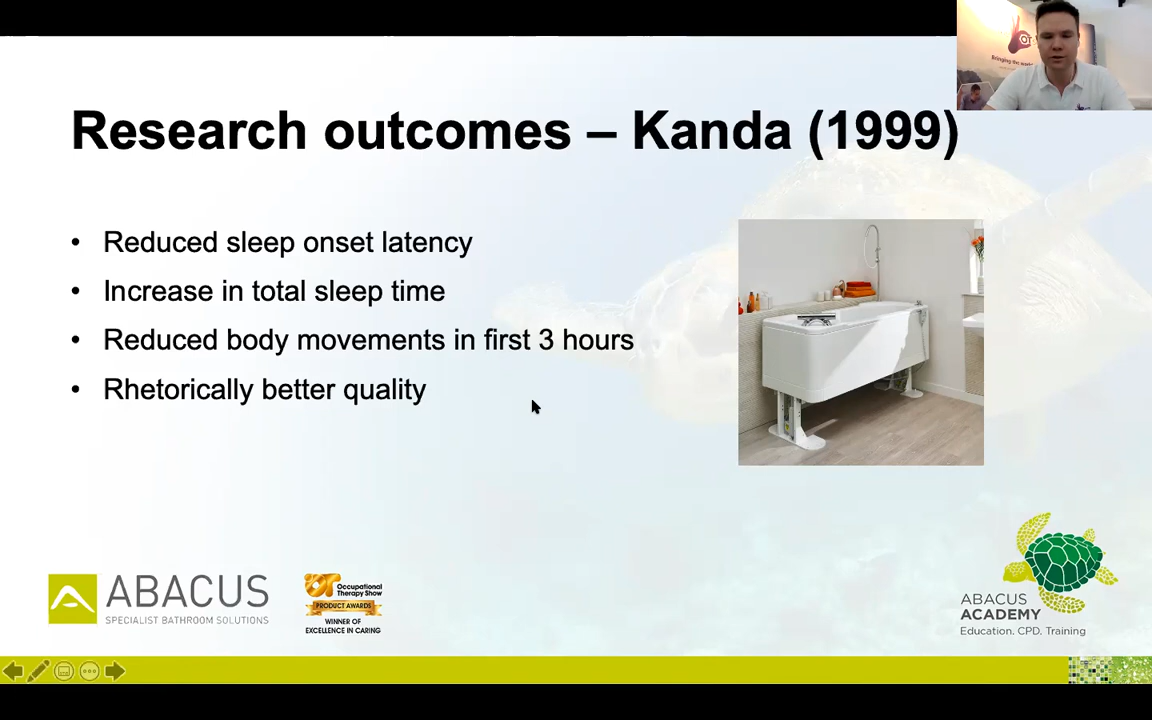 Research outcomes – Kanda (1999)
• Reduced sleep onset latency
• Increase in total sleep time
• Reduced body movements in first 3 hours
• Rhetorically better quality
ABACUS
SPECIALIST BATHROOM SOLUTIONS
Occupational
Therapy Show
PRODUCT AWARDS
WINNER OF
EXCELLENCE IN CARING
ABACUS
ACADEMY
Education. CPD. Training